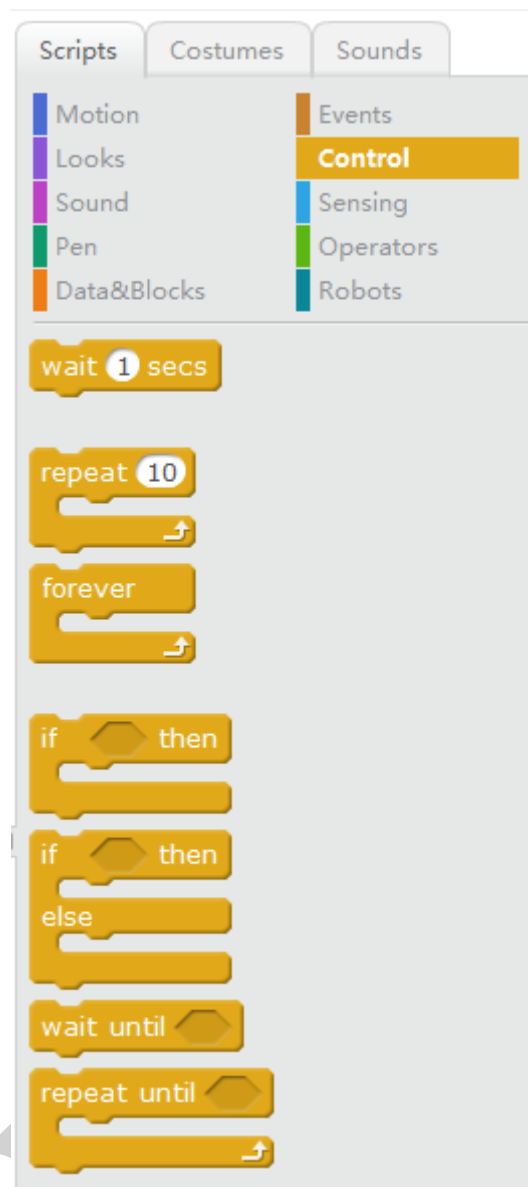 Scripts Costumes Sounds
Motion Events
Looks Control
Sound Sensing
Pen Operators
Data&Blocks Robots
wait 1 secs
repeat 10
forever
if then
if then
else
wait until
repeat until